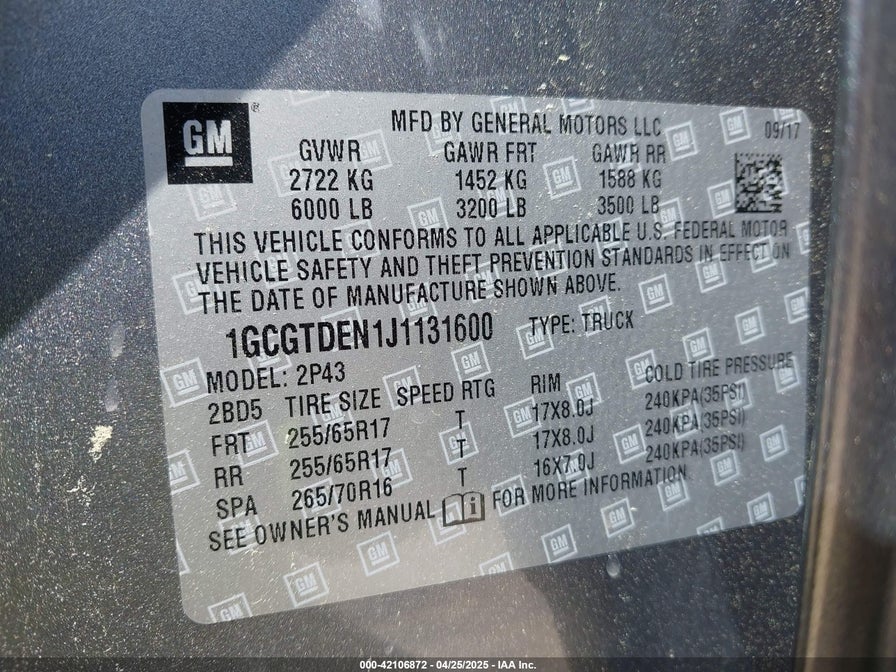 GM ®
MFD BY GENERAL MOTORS LLC 09/17
GVWR GAWR FRT GAWR RR
2722 KG 1452 KG 1588 KG
6000 LB 3200 LB 3500 LB
THIS VEHICLE CONFORMS TO ALL APPLICABLE U.S. FEDERAL MOTOR
VEHICLE SAFETY AND THEFT PREVENTION STANDARDS IN EFFECT ON
THE DATE OF MANUFACTURE SHOWN ABOVE.
1GCGTDEN1J1131600 TYPE: TRUCK
MODEL: 2P43
2BD5 TIRE SIZE SPEED RTG RIM COLD TIRE PRESSURE
FRT 255/65R17 T 17X8.0J 240KPA(35PSI)
RR 255/65R17 T 17X8.0J 240KPA(35PSI)
SPA 265/70R16 T 16X7.0J 240KPA(35PSI)
SEE OWNER'S MANUAL FOR MORE INFORMATION
000-42106872 / 04/25/2025 - IAA Inc.